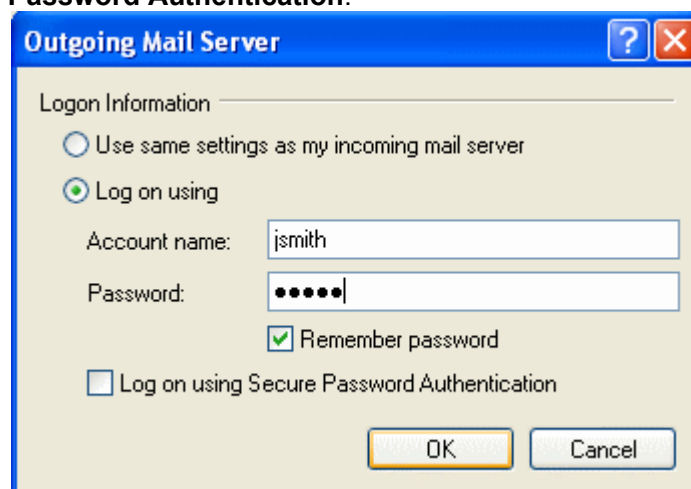 Password Authentication.
Outgoing Mail Server
Logon Information
Use same settings as my incoming mail server
Log on using
Account name: jsmith
Password: •••••
Remember password
Log on using Secure Password Authentication
OK Cancel